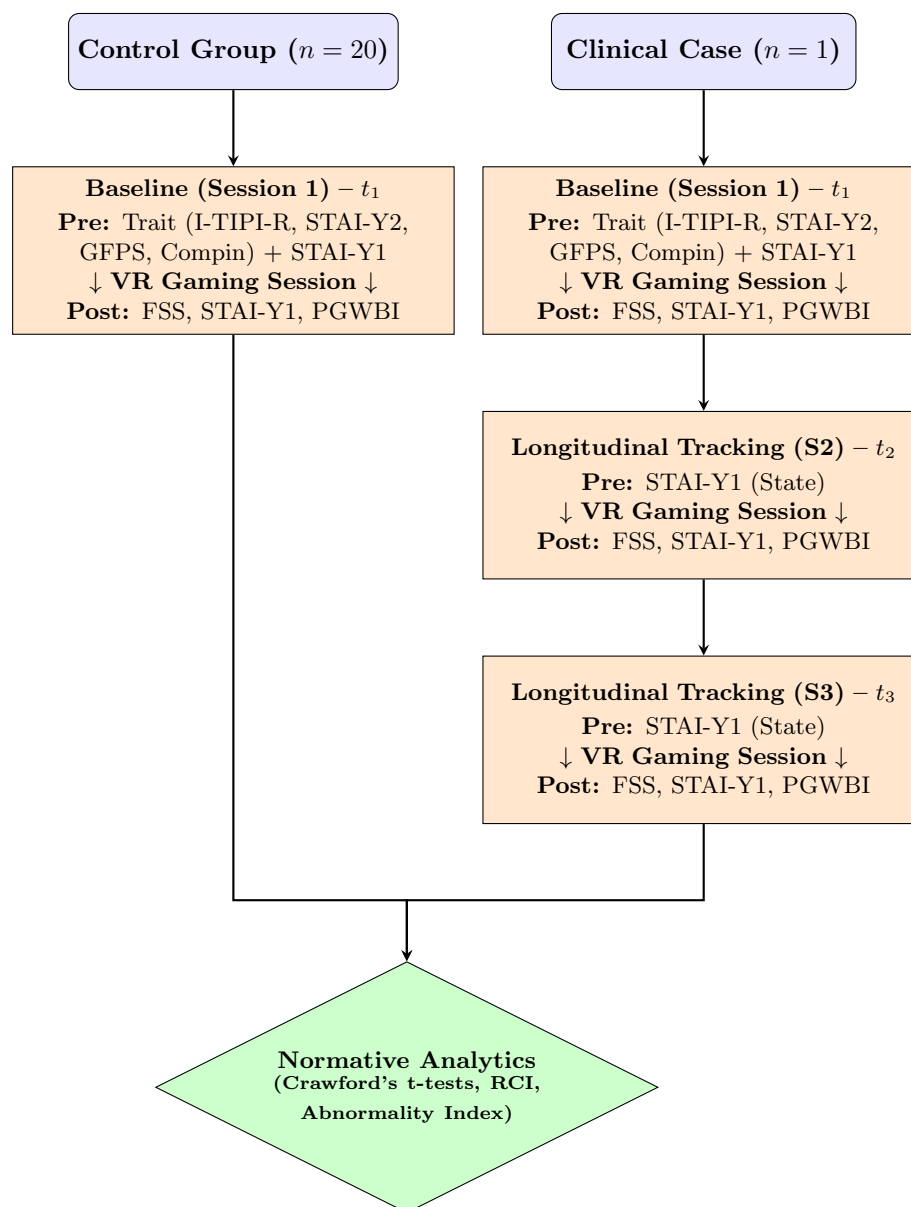 Control Group (n = 20)
Clinical Case (n = 1)
Baseline (Session 1) – t₁
Pre: Trait (I-TIPI-R, STAI-Y2,
GFPS, Compin) + STAI-Y1
↓ VR Gaming Session ↓
Post: FSS, STAI-Y1, PGWBI
Baseline (Session 1) – t₁
Pre: Trait (I-TIPI-R, STAI-Y2,
GFPS, Compin) + STAI-Y1
↓ VR Gaming Session ↓
Post: FSS, STAI-Y1, PGWBI
Longitudinal Tracking (S2) – t₂
Pre: STAI-Y1 (State)
↓ VR Gaming Session ↓
Post: FSS, STAI-Y1, PGWBI
Longitudinal Tracking (S3) – t₃
Pre: STAI-Y1 (State)
↓ VR Gaming Session ↓
Post: FSS, STAI-Y1, PGWBI
Normative Analytics
(Crawford's t-tests, RCI,
Abnormality Index)